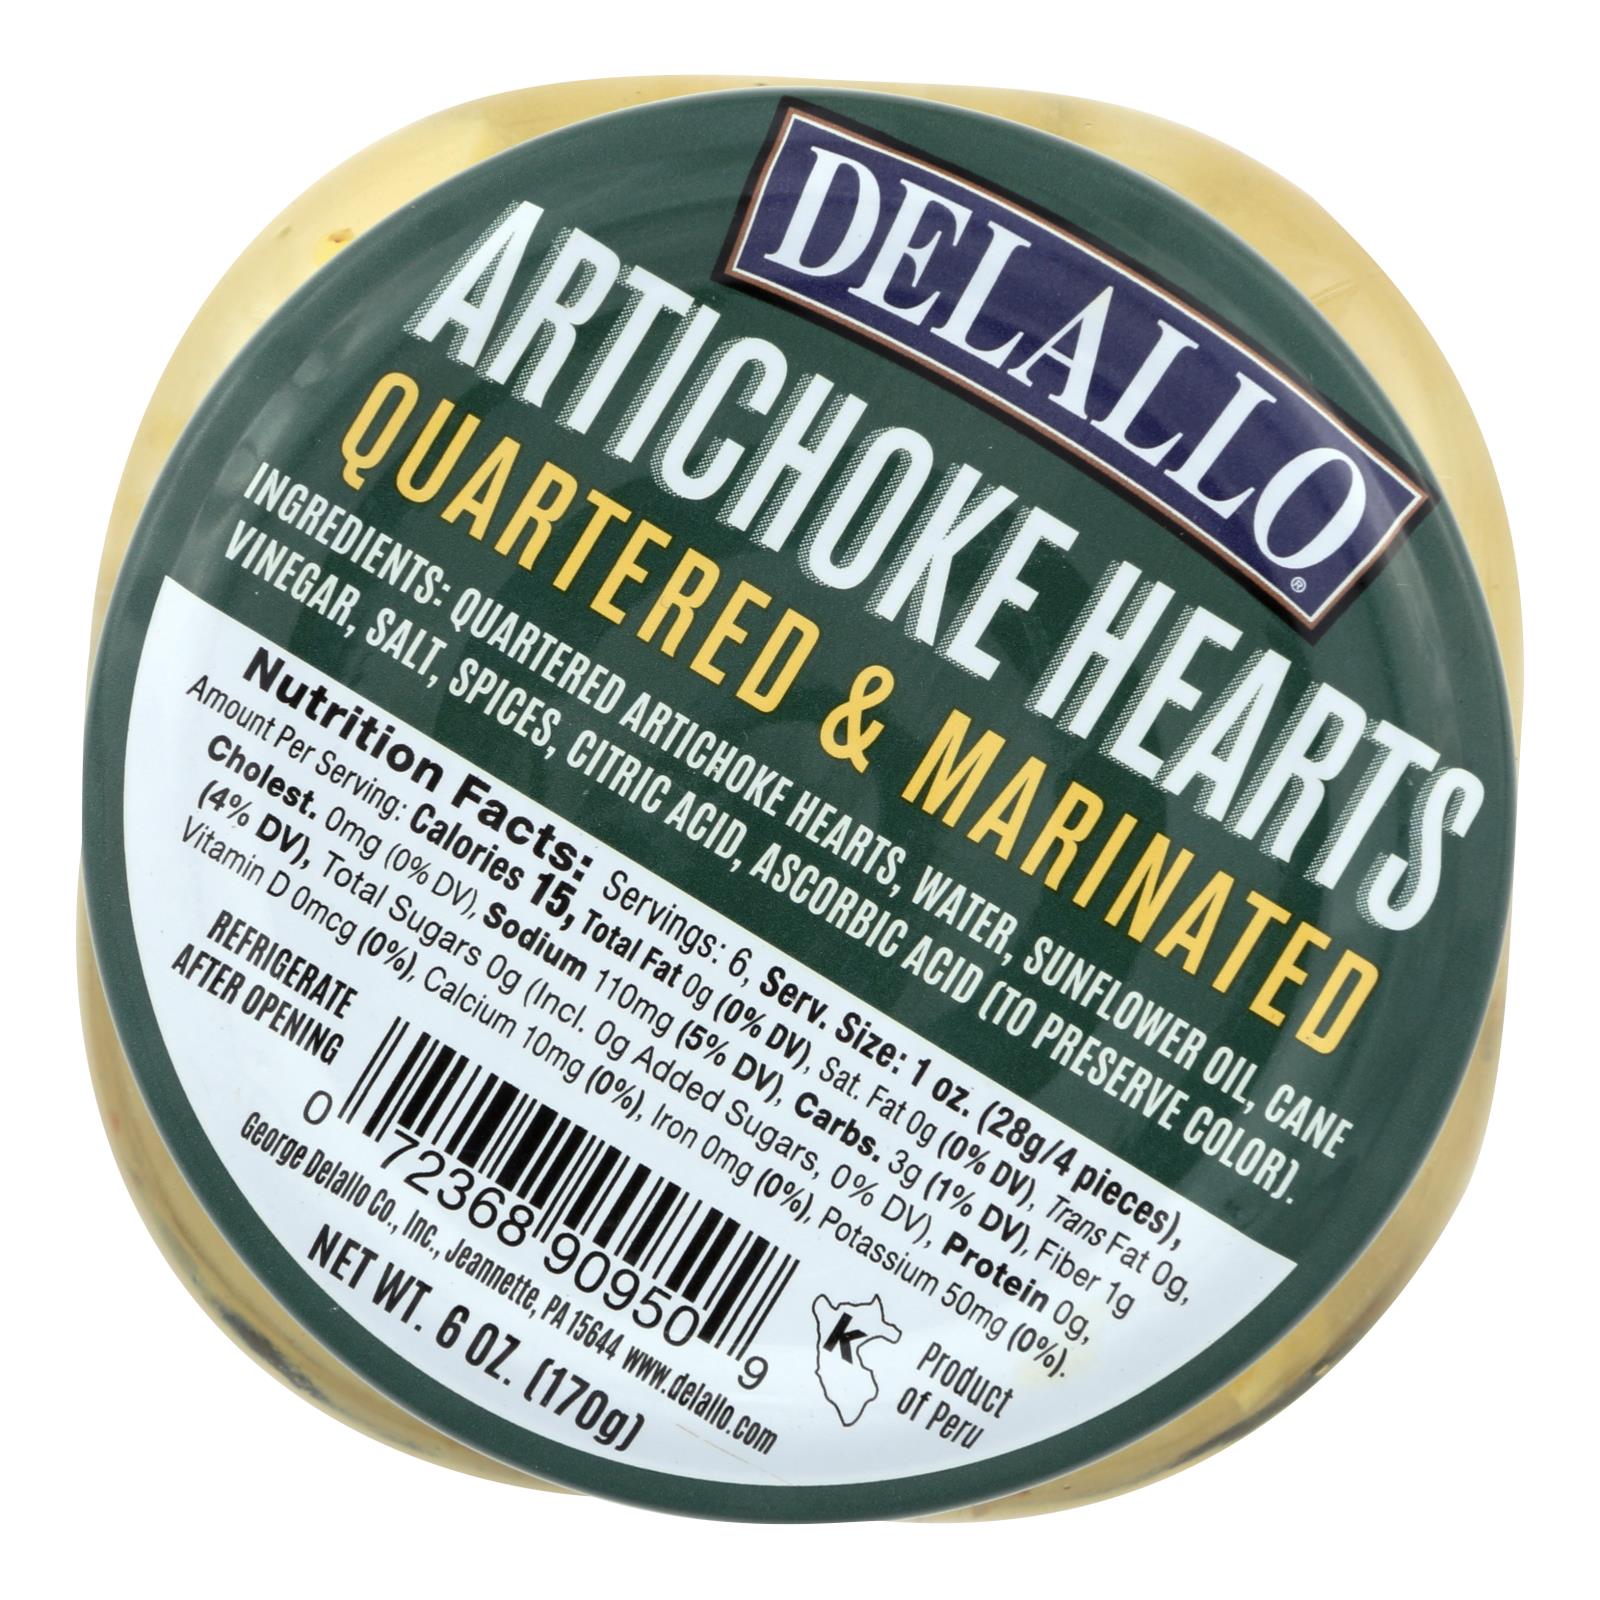 DELALLO®
ARTICHOKE HEARTS
QUARTERED & MARINATED
INGREDIENTS: QUARTERED ARTICHOKE HEARTS, WATER, SUNFLOWER OIL, CANE
VINEGAR, SALT, SPICES, CITRIC ACID, ASCORBIC ACID (TO PRESERVE COLOR).
Nutrition Facts: Servings: 6, Serv. Size: 1 oz. (28g/4 pieces),
Amount Per Serving: Calories 15, Total Fat 0g (0% DV), Sat. Fat 0g (0% DV), Trans Fat 0g,
Cholest. 0mg (0% DV), Sodium 110mg (5% DV), Carbs. 3g (1% DV), Fiber 1g
(4% DV), Total Sugars 0g (Incl. 0g Added Sugars, 0% DV), Protein 0g,
Vitamin D 0mcg (0%), Calcium 10mg (0%), Iron 0mg (0%), Potassium 50mg (0%).
REFRIGERATE
AFTER OPENING
0 72368 90950 9
K
Product
of Peru
George DeLallo Co., Inc., Jeannette, PA 15644 www.delallo.com
NET WT. 6 OZ. (170g)